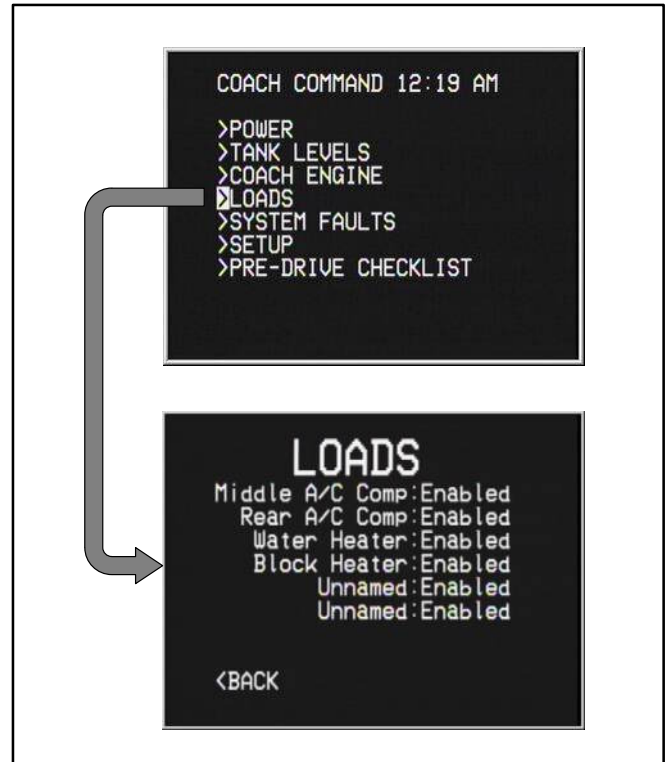 COACH COMMAND 12:19 AM
>POWER
>TANK LEVELS
>COACH ENGINE
>LOADS
>SYSTEM FAULTS
>SETUP
>PRE-DRIVE CHECKLIST
LOADS
Middle A/C Comp:Enabled
Rear A/C Comp:Enabled
Water Heater:Enabled
Block Heater:Enabled
Unnamed:Enabled
Unnamed:Enabled
<BACK